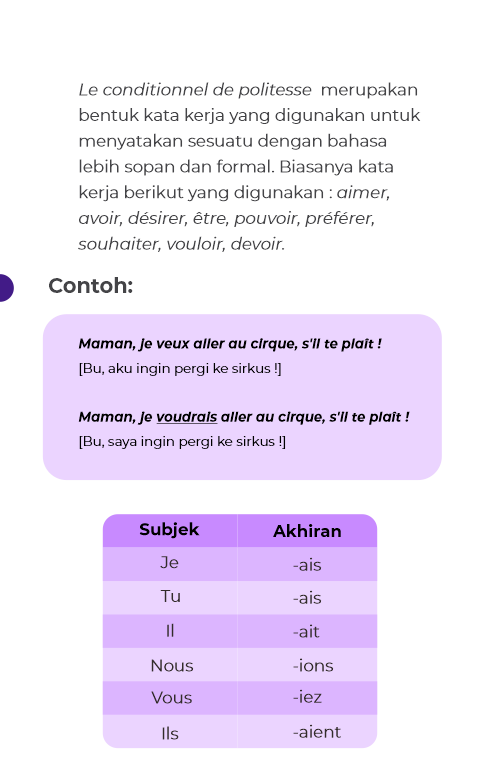 Le conditionnel de politesse merupakan
bentuk kata kerja yang digunakan untuk
menyatakan sesuatu dengan bahasa
lebih sopan dan formal. Biasanya kata
kerja berikut yang digunakan : aimer,
avoir, désirer, être, pouvoir, préférer,
souhaiter, vouloir, devoir.
Contoh:
Maman, je veux aller au cirque, s'il te plaît !
[Bu, aku ingin pergi ke sirkus !]
Maman, je voudrais aller au cirque, s'il te plaît !
[Bu, saya ingin pergi ke sirkus !]
Subjek Akhiran
Je -ais
Tu -ais
Il -ait
Nous -ions
Vous -iez
Ils -aient